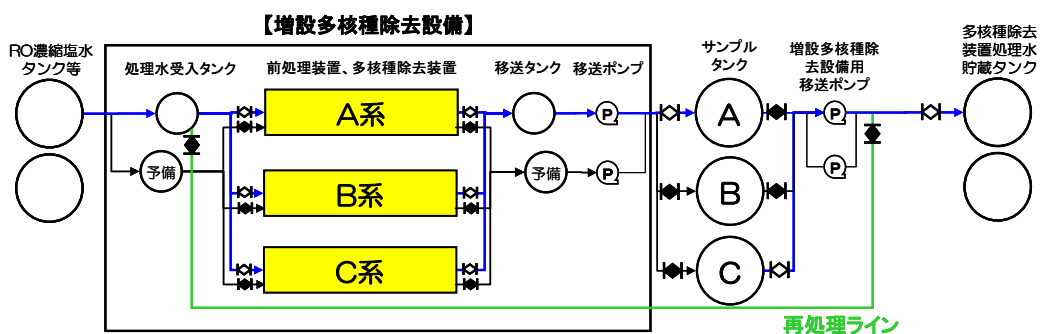 【増設多核種除去設備】
RO濃縮塩水
タンク等
処理水受入タンク
前処理装置、多核種除去装置
移送タンク
移送ポンプ
サンプル
タンク
増設多核種除
去設備用
移送ポンプ
多核種除去
装置処理水
貯蔵タンク
A系
P
A
P
予備
予備
P
P
B系
B
C系
C
再処理ライン